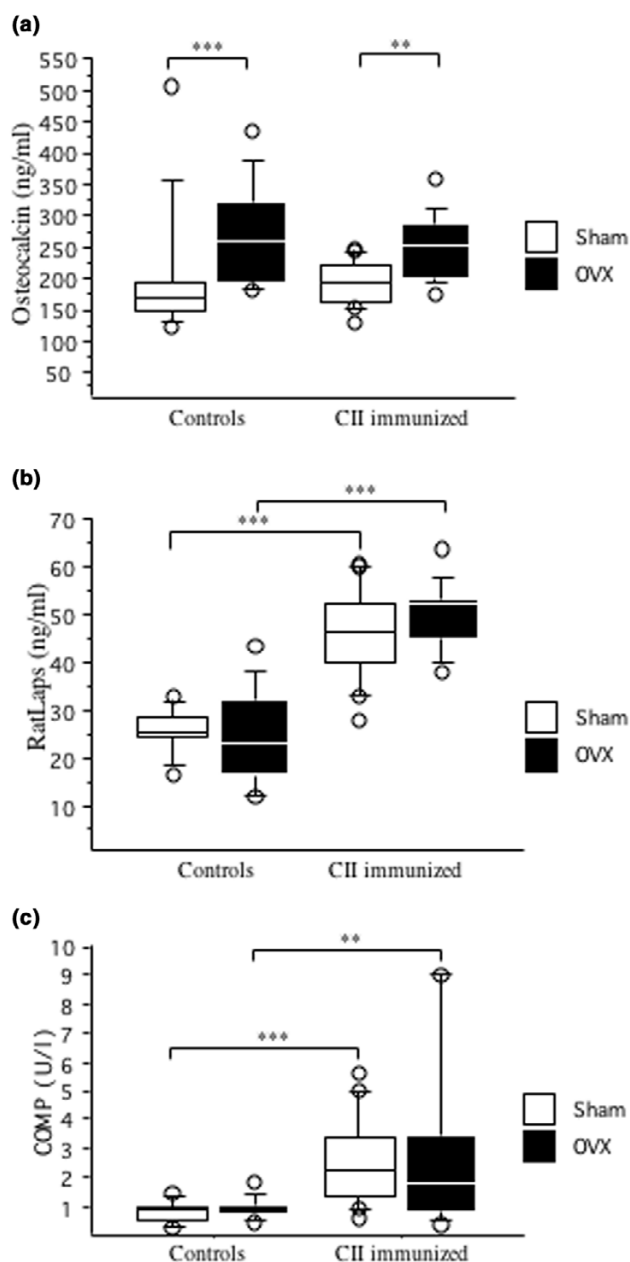 (a)
*** **
550
500
450
400
350
300
250
200
150
100
50
Osteocalcin (ng/ml)
Sham
OVX
Controls CII immunized
(b)
***
***
70
60
50
40
30
20
10
RatLaps (ng/ml)
Sham
OVX
Controls CII immunized
(c)
**
***
10
9
8
7
6
5
4
3
2
1
COMP (U/l)
Sham
OVX
Controls CII immunized